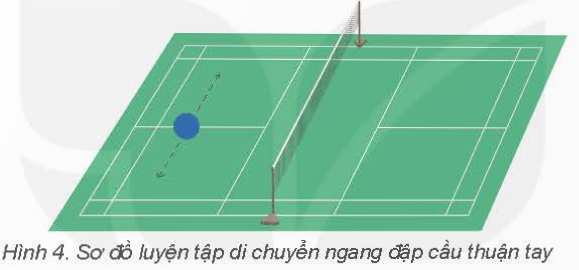 Hình 4. Sơ đồ luyện tập di chuyển ngang đập cầu thuận tay